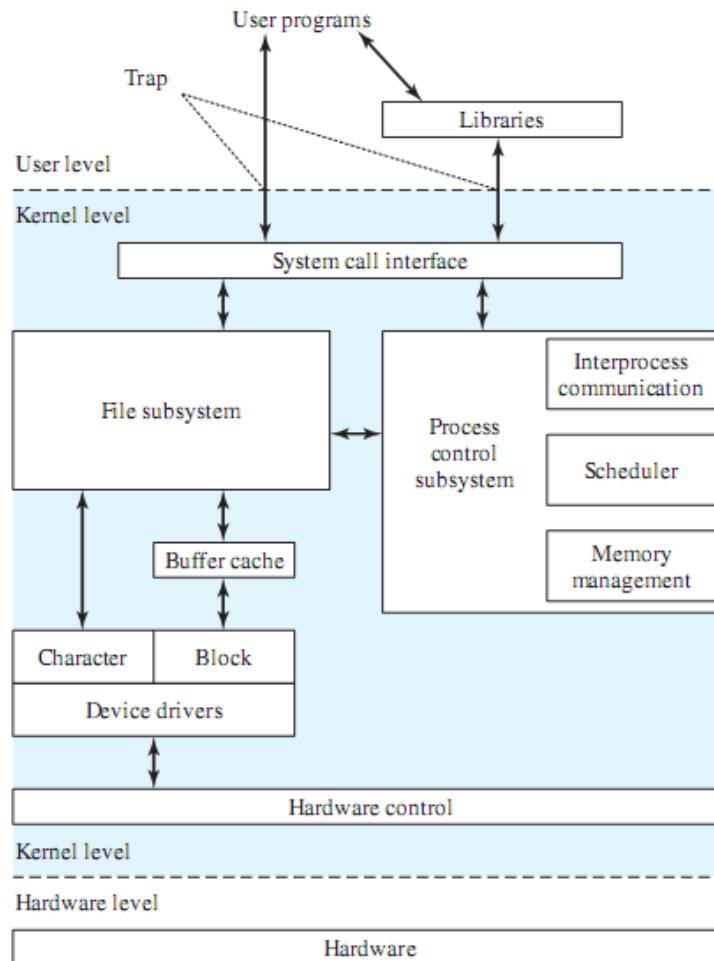 User programs
Trap
Libraries
User level
Kernel level
System call interface
File subsystem
Process
control
subsystem
Interprocess
communication
Scheduler
Memory
management
Buffer cache
Character
Block
Device drivers
Hardware control
Kernel level
Hardware level
Hardware